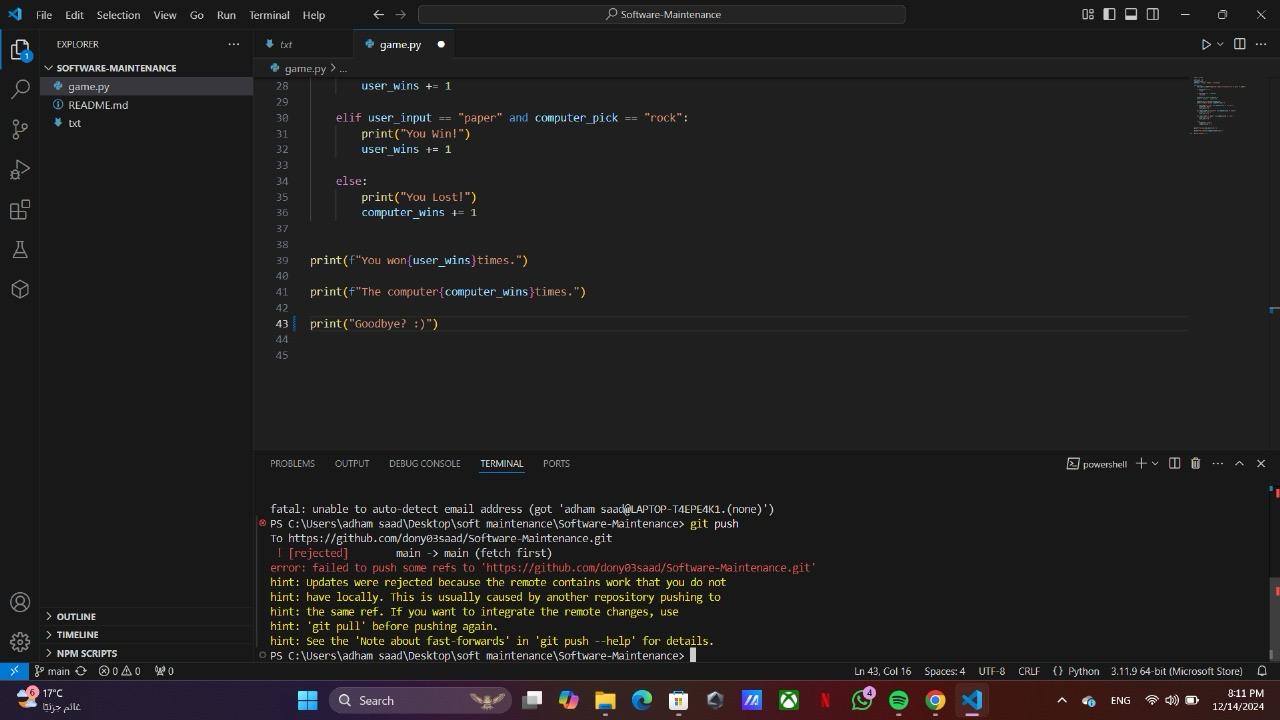 File Edit Selection View Go Run Terminal Help
Software-Maintenance
EXPLORER
SOFTWARE-MAINTENANCE
game.py
README.md
txt
OUTLINE
TIMELINE
NPM SCRIPTS
1
txt
game.py
game.py > ...
28 user_wins += 1
29
30 elif user_input == "paper" and computer_pick == "rock":
31 print("You Win!")
32 user_wins += 1
33
34 else:
35 print("You Lost!")
36 computer_wins += 1
37
38
39 print(f"You won{user_wins}times.")
40
41 print(f"The computer{computer_wins}times.")
42
43 print("Goodbye? :)")
44
45
PROBLEMS OUTPUT DEBUG CONSOLE TERMINAL PORTS
powershell
fatal: unable to auto-detect email address (got 'adham saad@LAPTOP-T4EPE4K1.(none)')
PS C:\Users\adham saad\Desktop\soft maintenance\Software-Maintenance> git push
To https://github.com/dony03saad/Software-Maintenance.git
! [rejected] main -> main (fetch first)
error: failed to push some refs to 'https://github.com/dony03saad/Software-Maintenance.git'
hint: Updates were rejected because the remote contains work that you do not
hint: have locally. This is usually caused by another repository pushing to
hint: the same ref. If you want to integrate the remote changes, use
hint: 'git pull' before pushing again.
hint: See the 'Note about fast-forwards' in 'git push --help' for details.
PS C:\Users\adham saad\Desktop\soft maintenance\Software-Maintenance>
main 0 0 0 Ln 43, Col 16 Spaces: 4 UTF-8 CRLF { } Python 3.11.9 64-bit (Microsoft Store)
6
17°C
غائم جزئيًا
Search
4
ENG
8:11 PM
12/14/2024